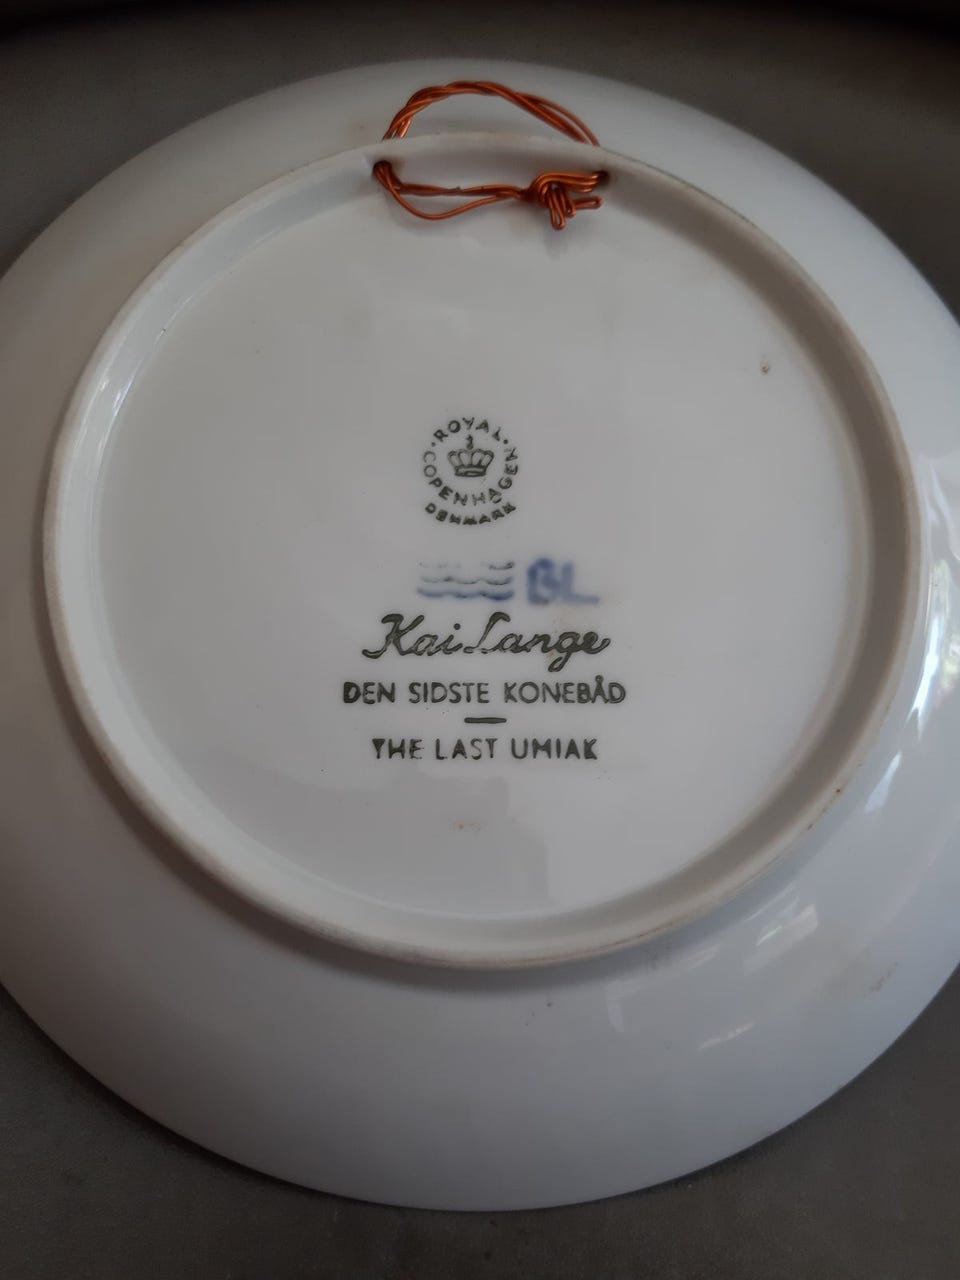 ROYAL
COPENHAGEN
DENMARK
BL
Kai Lange
DEN SIDSTE KONEBÅD
THE LAST UMIAK